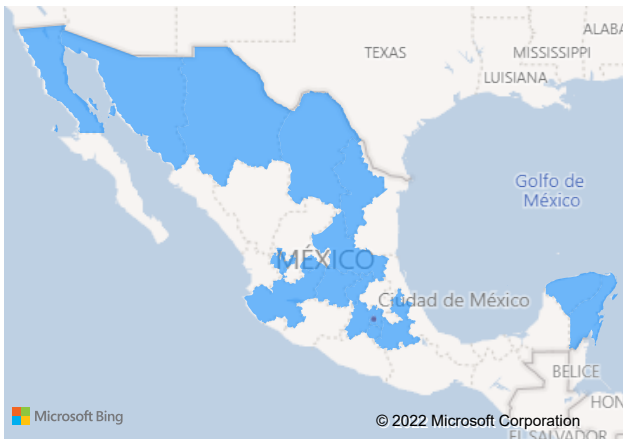 ALABA
TEXAS
MISSISSIPPI
LUISIANA
Golfo de
México
MÉXICO
Ciudad de México
BELICE
HON
EL SALVADOR
Microsoft Bing
© 2022 Microsoft Corporation